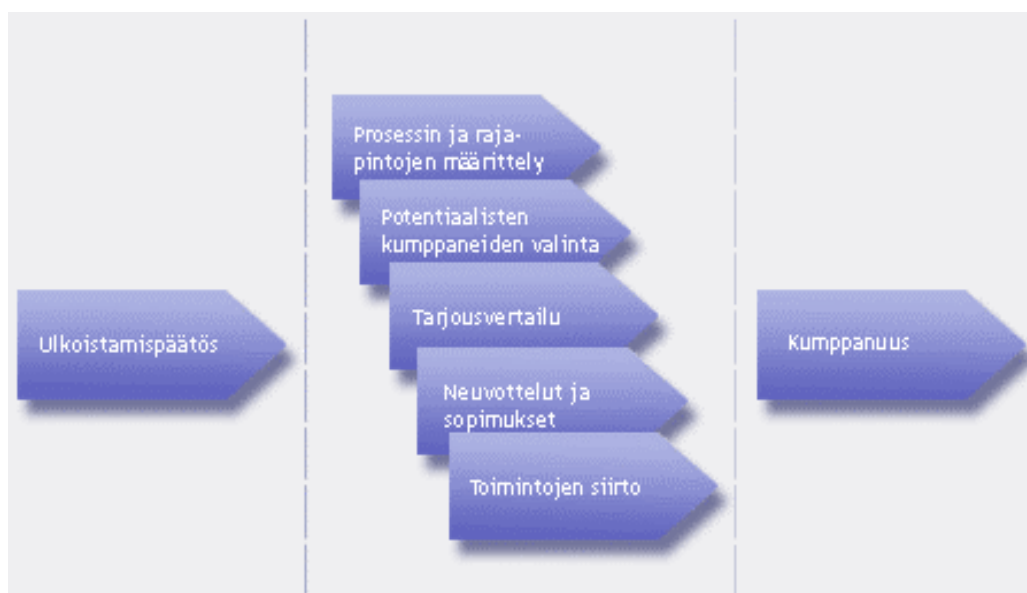 Ulkoistamispäätös
Prosessin ja raja-
pintojen määrittely
Potentiaalisten
kumppaneiden valinta
Tarjousvertailu
Neuvottelut ja
sopimukset
Toimintojen siirto
Kumppanuus